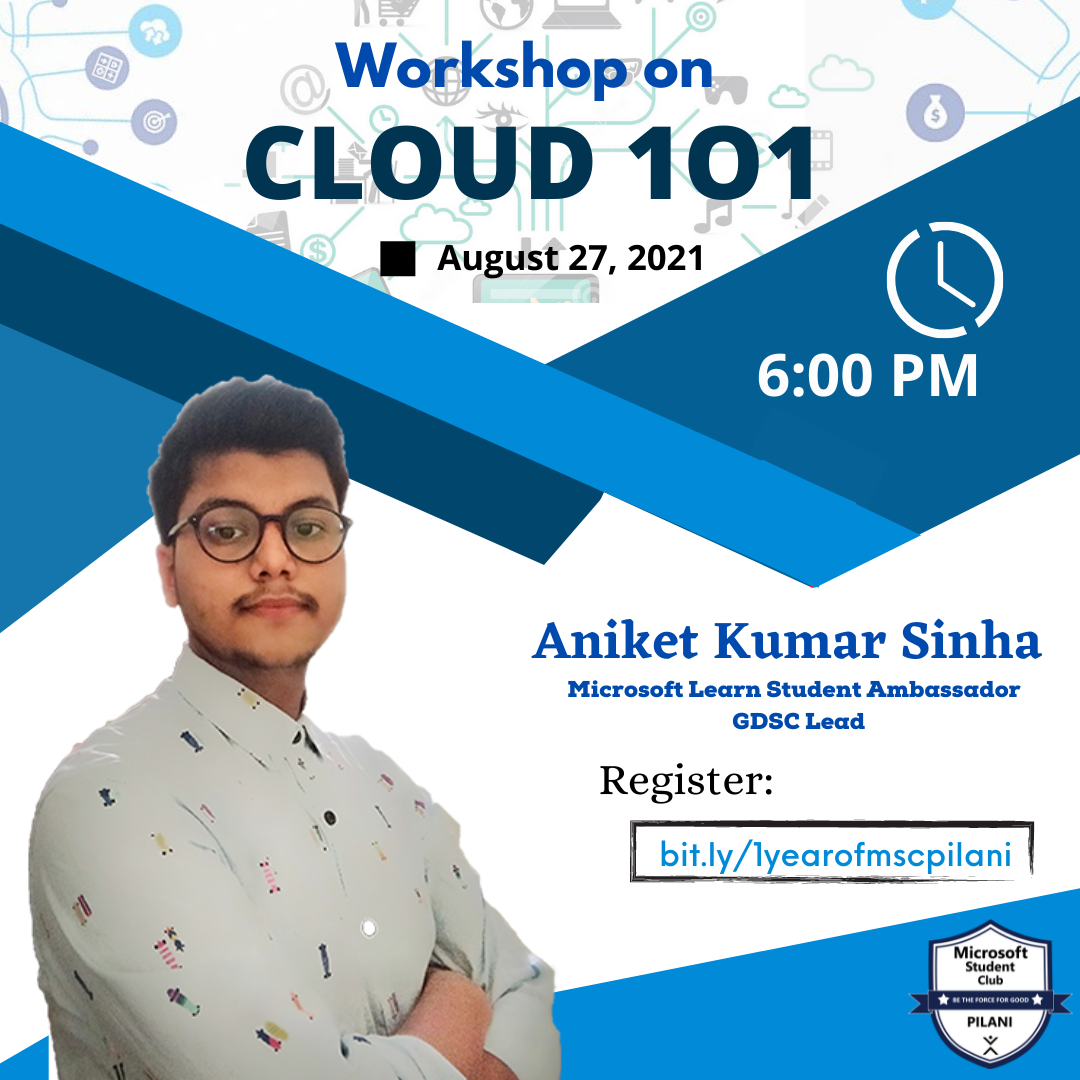 Workshop on
CLOUD 1O1
August 27, 2021
6:00 PM
Aniket Kumar Sinha
Microsoft Learn Student Ambassador
GDSC Lead
Register:
bit.ly/1yearofmscpilani
Microsoft
Student
Club
BE THE FORCE FOR GOOD
PILANI